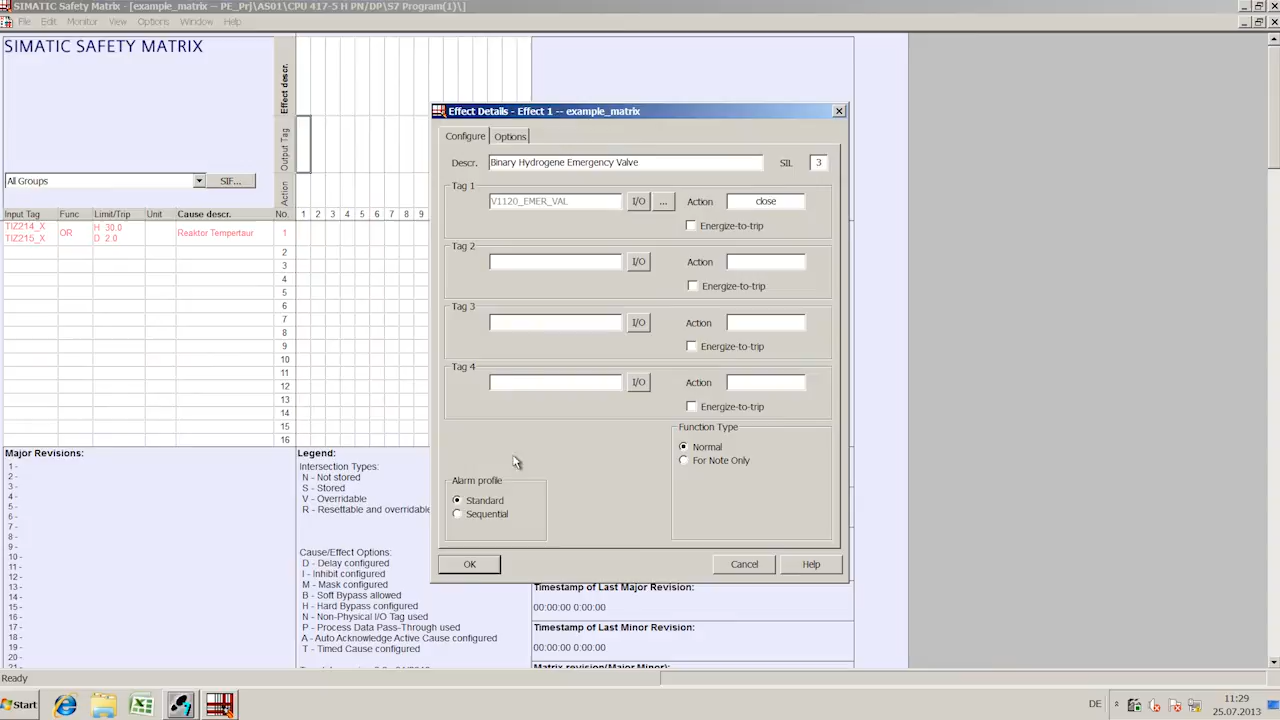 SIMATIC Safety Matrix - [example_matrix -- PE_Prj\AS01\CPU 417-5 H PN/DP\S7 Program(1)\]
File Edit Monitor View Options Window Help
SIMATIC SAFETY MATRIX
Effect descr.
Output Tag
Action
All Groups SIF...
Input Tag Func Limit/Trip Unit Cause descr. No. 1 2 3 4 5 6 7 8 9
TIZ214_X OR H 30.0 Reaktor Tempertaur 1
TIZ215_X D 2.0
2
3
4
5
6
7
8
9
10
11
12
13
14
15
16
Major Revisions:
1 -
2 -
3 -
4 -
5 -
6 -
7 -
8 -
9 -
10 -
11 -
12 -
13 -
14 -
15 -
16 -
17 -
18 -
19 -
20 -
Legend:
Intersection Types:
N - Not stored
S - Stored
V - Overridable
R - Resettable and overridable
Cause/Effect Options:
D - Delay configured
I - Inhibit configured
M - Mask configured
B - Soft Bypass allowed
H - Hard Bypass configured
N - Non-Physical I/O Tag used
P - Process Data Pass-Through used
A - Auto Acknowledge Active Cause configured
T - Timed Cause configured
Timestamp of Last Major Revision:
00:00:00 0:00:00
Timestamp of Last Minor Revision:
00:00:00 0:00:00
Matrix revision(Major Minor):
Effect Details - Effect 1 -- example_matrix
Configure Options
Descr. Binary Hydrogene Emergency Valve SIL 3
Tag 1
V1120_EMER_VAL I/O ... Action close
Energize-to-trip
Tag 2
I/O Action
Energize-to-trip
Tag 3
I/O Action
Energize-to-trip
Tag 4
I/O Action
Energize-to-trip
Function Type
Normal
For Note Only
Alarm profile
Standard
Sequential
OK Cancel Help
Ready
Start DE 11:29
25.07.2013